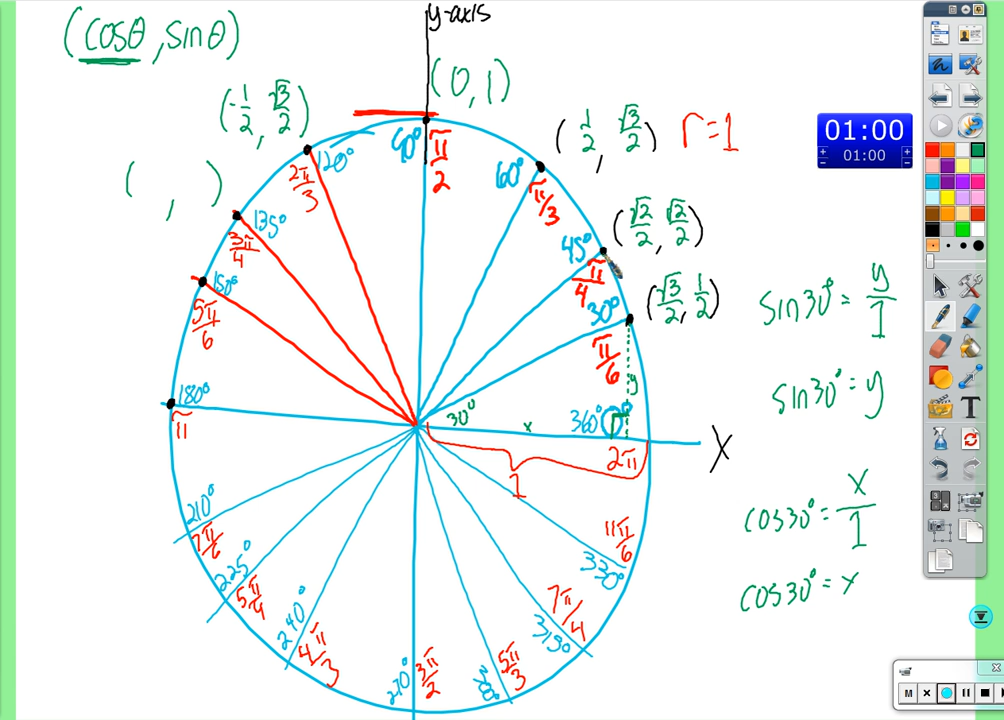 y-axis
(cosθ, sinθ)
(0, 1)
(-1/2, √3/2)
(1/2, √3/2) r=1
01:00
01:00
90° π/2
120° 2π/3
60° π/3
( , )
135° 3π/4
45° π/4 (√2/2, √2/2)
150° 5π/6
30° π/6 (√3/2, 1/2)
sin30° = y/1
sin30° = y
180° π
30° x y
360° 0°
2π
X
1
cos30° = x/1
cos30° = x
210° 7π/6
225° 5π/4
240° 4π/3
270° 3π/2
300° 5π/3
315° 7π/4
330° 11π/6
T
M